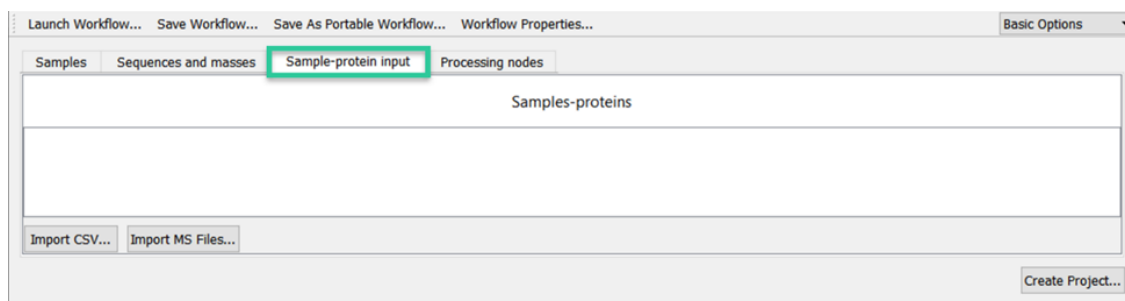 Launch Workflow... Save Workflow... Save As Portable Workflow... Workflow Properties... Basic Options
Samples Sequences and masses Sample-protein input Processing nodes
Samples-proteins
Import CSV... Import MS Files...
Create Project...